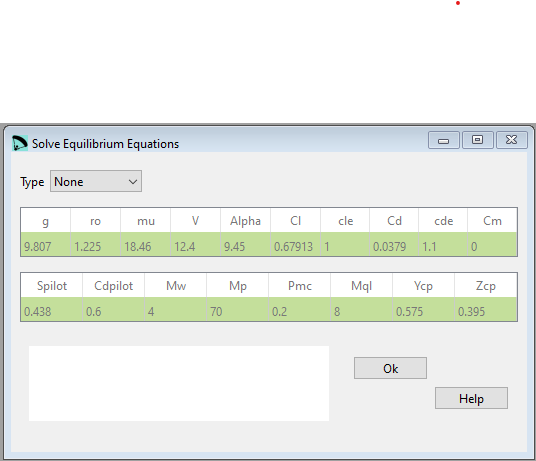 Solve Equilibrium Equations
Type None
g ro mu V Alpha Cl cle Cd cde Cm
9.807 1.225 18.46 12.4 9.45 0.67913 1 0.0379 1.1 0
Spilot Cdpilot Mw Mp Pmc Mql Ycp Zcp
0.438 0.6 4 70 0.2 8 0.575 0.395
Ok
Help